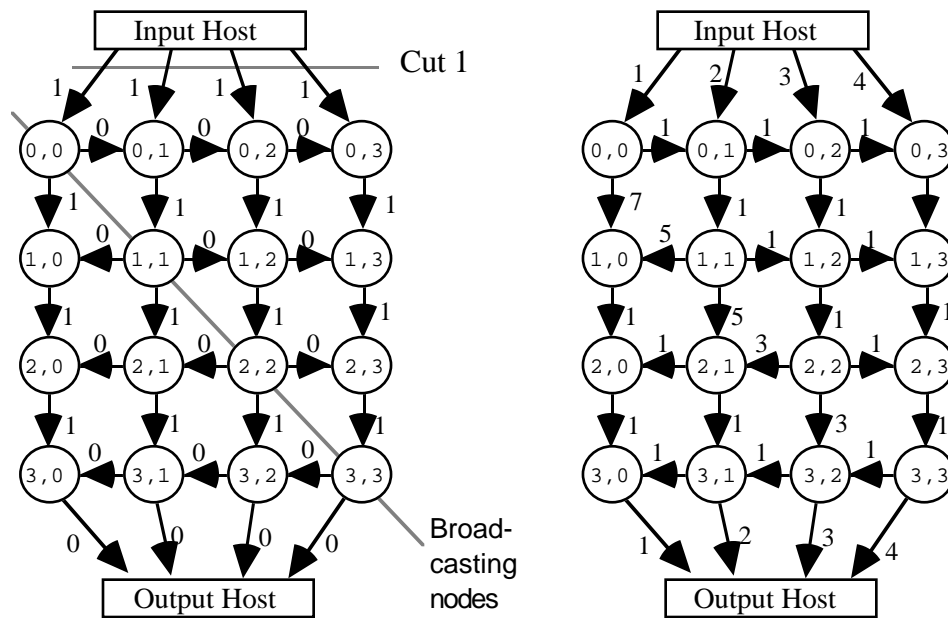 Input Host Input Host
Cut 1
1 1 1 1 1 2 3 4
0 0 0 1 1 1
0,0 0,1 0,2 0,3 0,0 0,1 0,2 0,3
1 1 1 1 7 1 1
0 0 0 5 1 1
1,0 1,1 1,2 1,3 1,0 1,1 1,2 1,3
1 1 1 1 1 5 1 1
0 0 0 1 3 1
2,0 2,1 2,2 2,3 2,0 2,1 2,2 2,3
1 1 1 1 1 1 3 1
0 0 0 1 1 1
3,0 3,1 3,2 3,3 3,0 3,1 3,2 3,3
0 0 0 0 1 2 3 4
Broad-
casting
nodes
Output Host Output Host